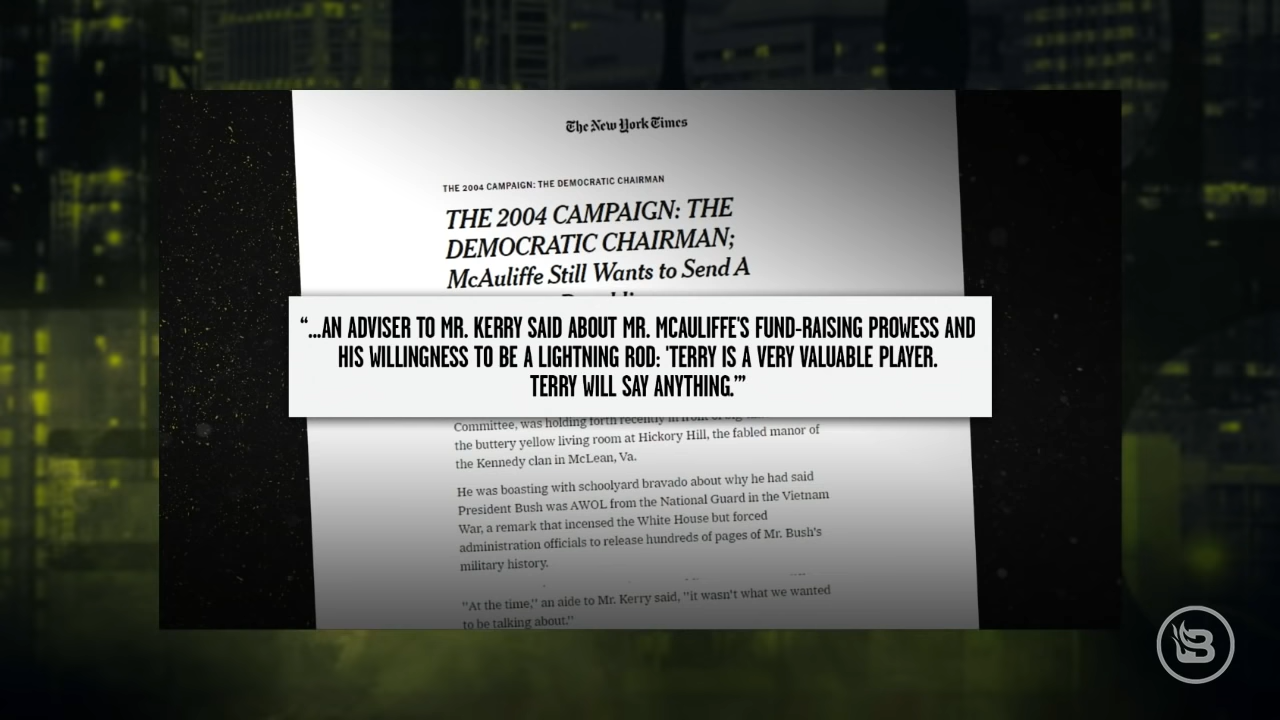 The New York Times
THE 2004 CAMPAIGN: THE DEMOCRATIC CHAIRMAN
THE 2004 CAMPAIGN: THE
DEMOCRATIC CHAIRMAN;
McAuliffe Still Wants to Send A
“...AN ADVISER TO MR. KERRY SAID ABOUT MR. MCAULIFFE'S FUND-RAISING PROWESS AND
HIS WILLINGNESS TO BE A LIGHTNING ROD: 'TERRY IS A VERY VALUABLE PLAYER.
TERRY WILL SAY ANYTHING.'”
Committee, was holding forth recently in front of
the buttery yellow living room at Hickory Hill, the fabled manor of
the Kennedy clan in McLean, Va.
He was boasting with schoolyard bravado about why he had said
President Bush was AWOL from the National Guard in the Vietnam
War, a remark that incensed the White House but forced
administration officials to release hundreds of pages of Mr. Bush's
military history.
"At the time," an aide to Mr. Kerry said, "it wasn't what we wanted
to be talking about."
B